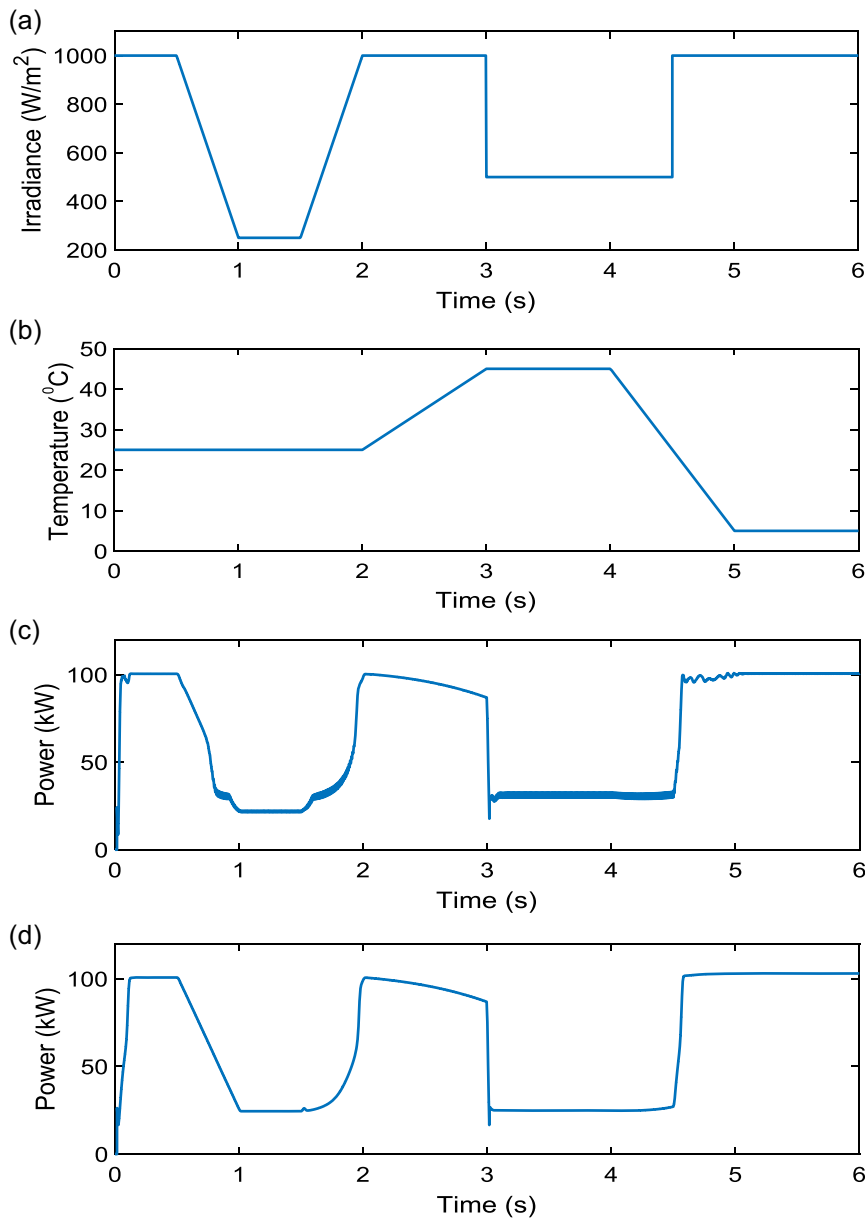 (a)
Irradiance (W/m²)
1000
800
600
400
200
0 1 2 3 4 5 6
Time (s)
(b)
Temperature (⁰C)
50
40
30
20
10
0
0 1 2 3 4 5 6
Time (s)
(c)
Power (kW)
100
50
0
0 1 2 3 4 5 6
Time (s)
(d)
Power (kW)
100
50
0
0 1 2 3 4 5 6
Time (s)